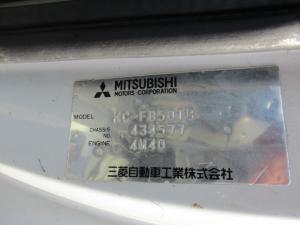 MITSUBISHI
MOTORS CORPORATION
MODEL KC-FB501B
CHASSIS NO. 434577
ENGINE 4M40
三菱自動車工業株式会社